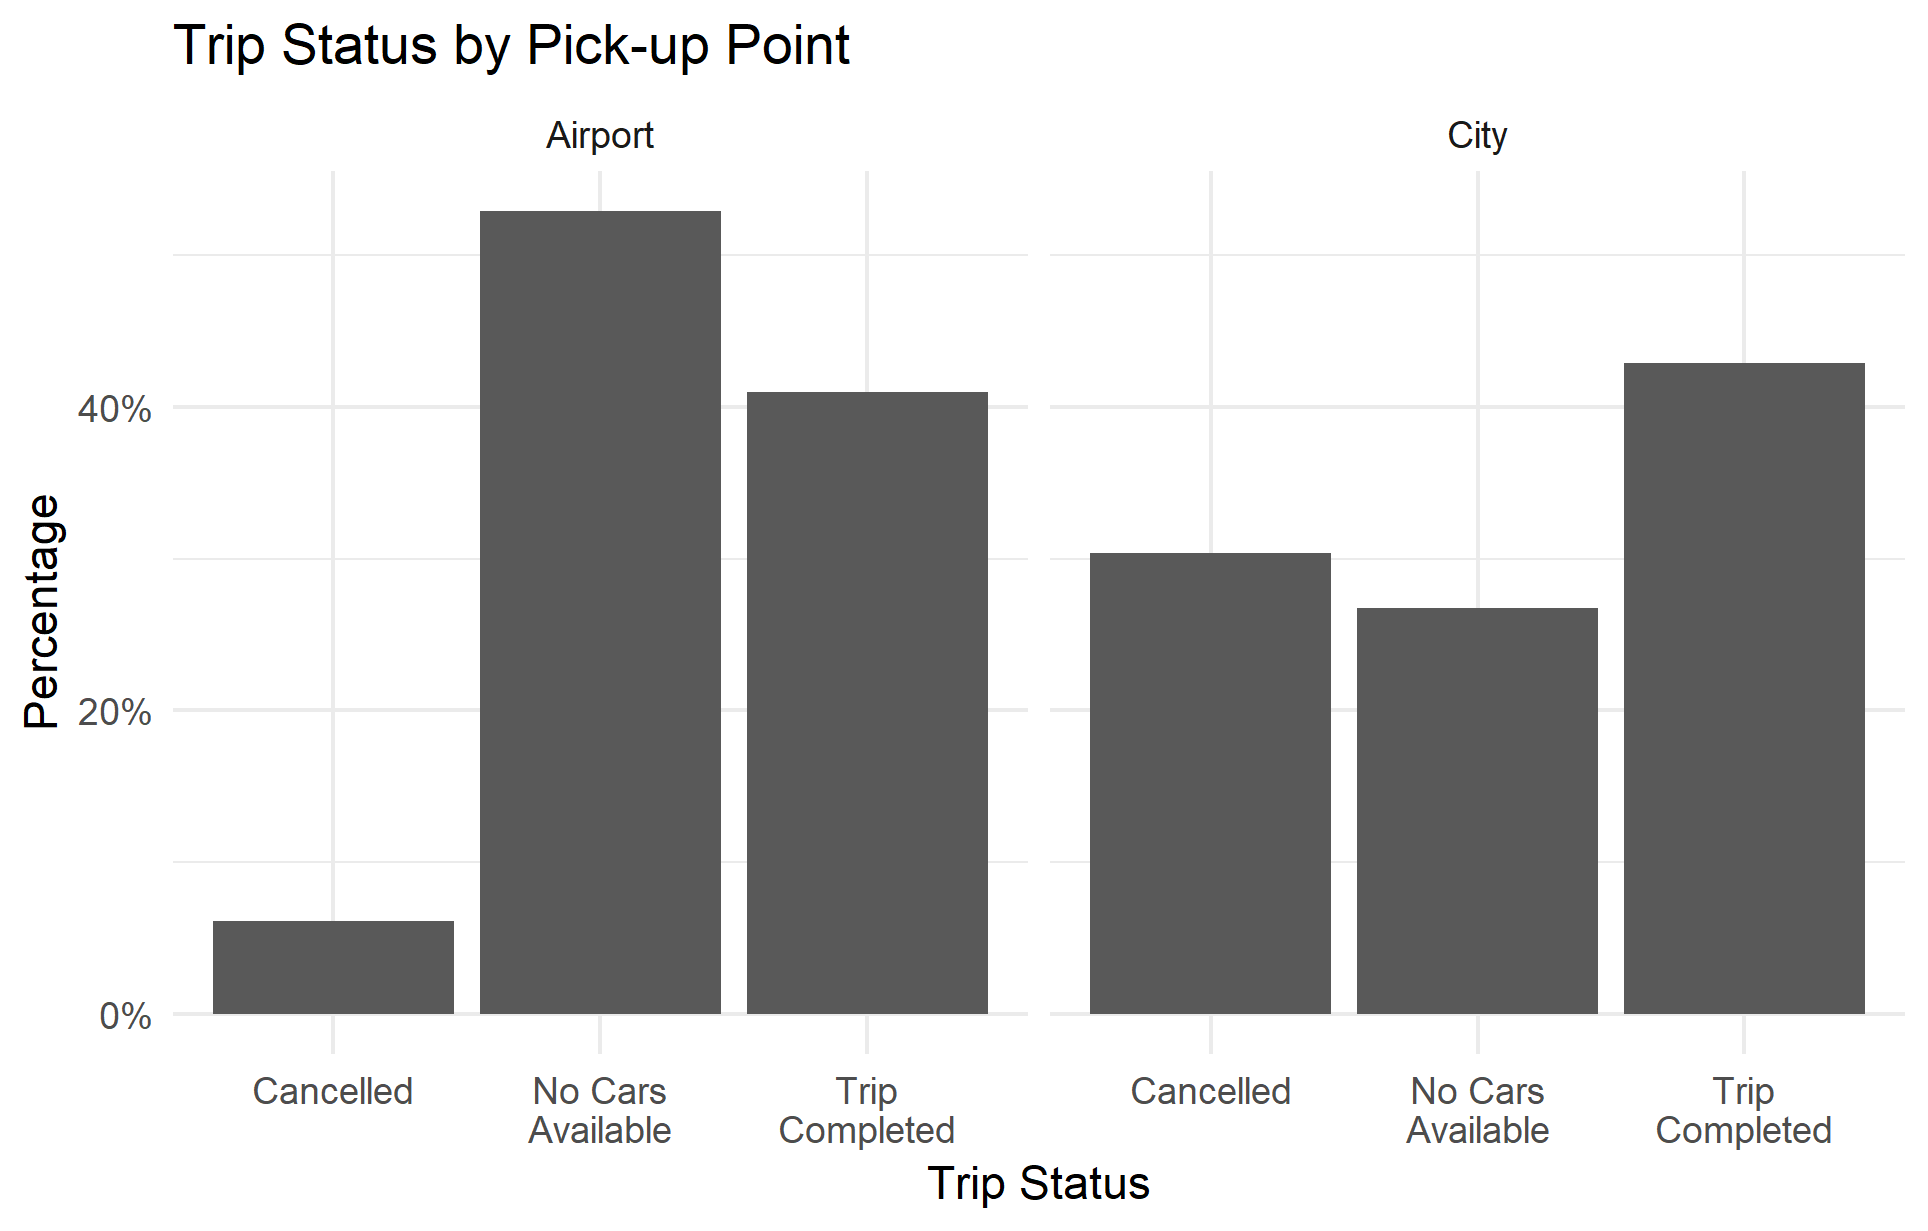 Trip Status by Pick-up Point
Airport
City
Percentage
40%
20%
0%
Cancelled
No Cars
Available
Trip
Completed
Cancelled
No Cars
Available
Trip
Completed
Trip Status